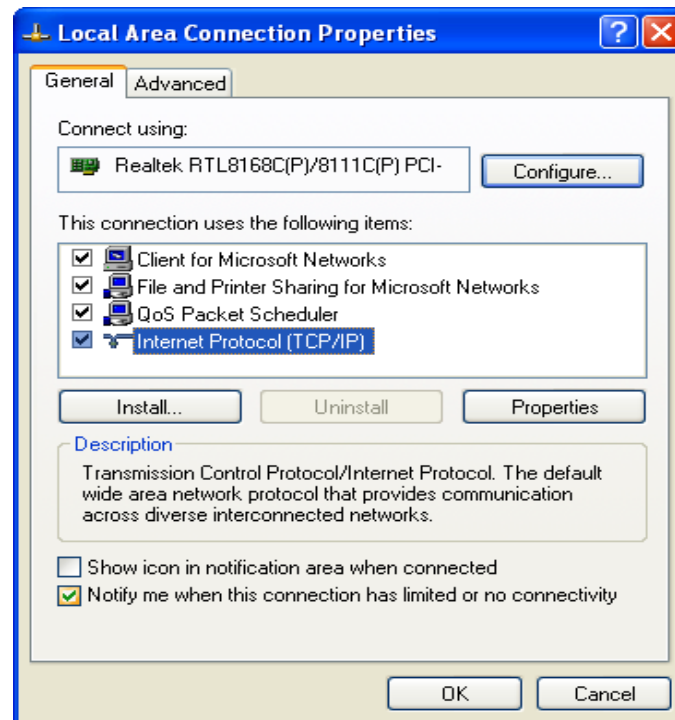 Local Area Connection Properties
General
Advanced
Connect using:
Realtek RTL8168C(P)/8111C(P) PCI-
Configure...
This connection uses the following items:
Client for Microsoft Networks
File and Printer Sharing for Microsoft Networks
QoS Packet Scheduler
Internet Protocol (TCP/IP)
Install...
Uninstall
Properties
Description
Transmission Control Protocol/Internet Protocol. The default
wide area network protocol that provides communication
across diverse interconnected networks.
Show icon in notification area when connected
Notify me when this connection has limited or no connectivity
OK
Cancel